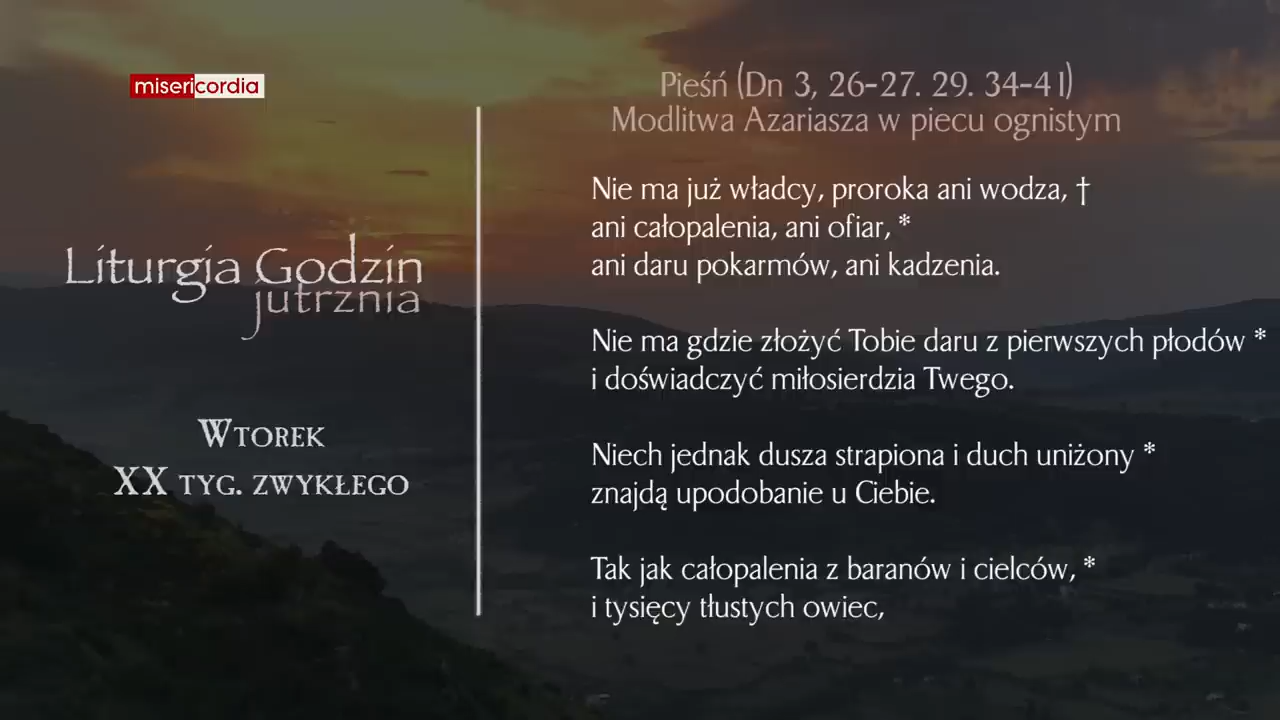 misericordia
Liturgia Godzin
jutrznia
Wtorek
XX tyg. zwykłego
Pieśń (Dn 3, 26-27. 29. 34-41)
Modlitwa Azariasza w piecu ognistym
Nie ma już władcy, proroka ani wodza, †
ani całopalenia, ani ofiar, *
ani daru pokarmów, ani kadzenia.
Nie ma gdzie złożyć Tobie daru z pierwszych płodów *
i doświadczyć miłosierdzia Twego.
Niech jednak dusza strapiona i duch uniżony *
znajdą upodobanie u Ciebie.
Tak jak całopalenia z baranów i cielców, *
i tysięcy tłustych owiec,